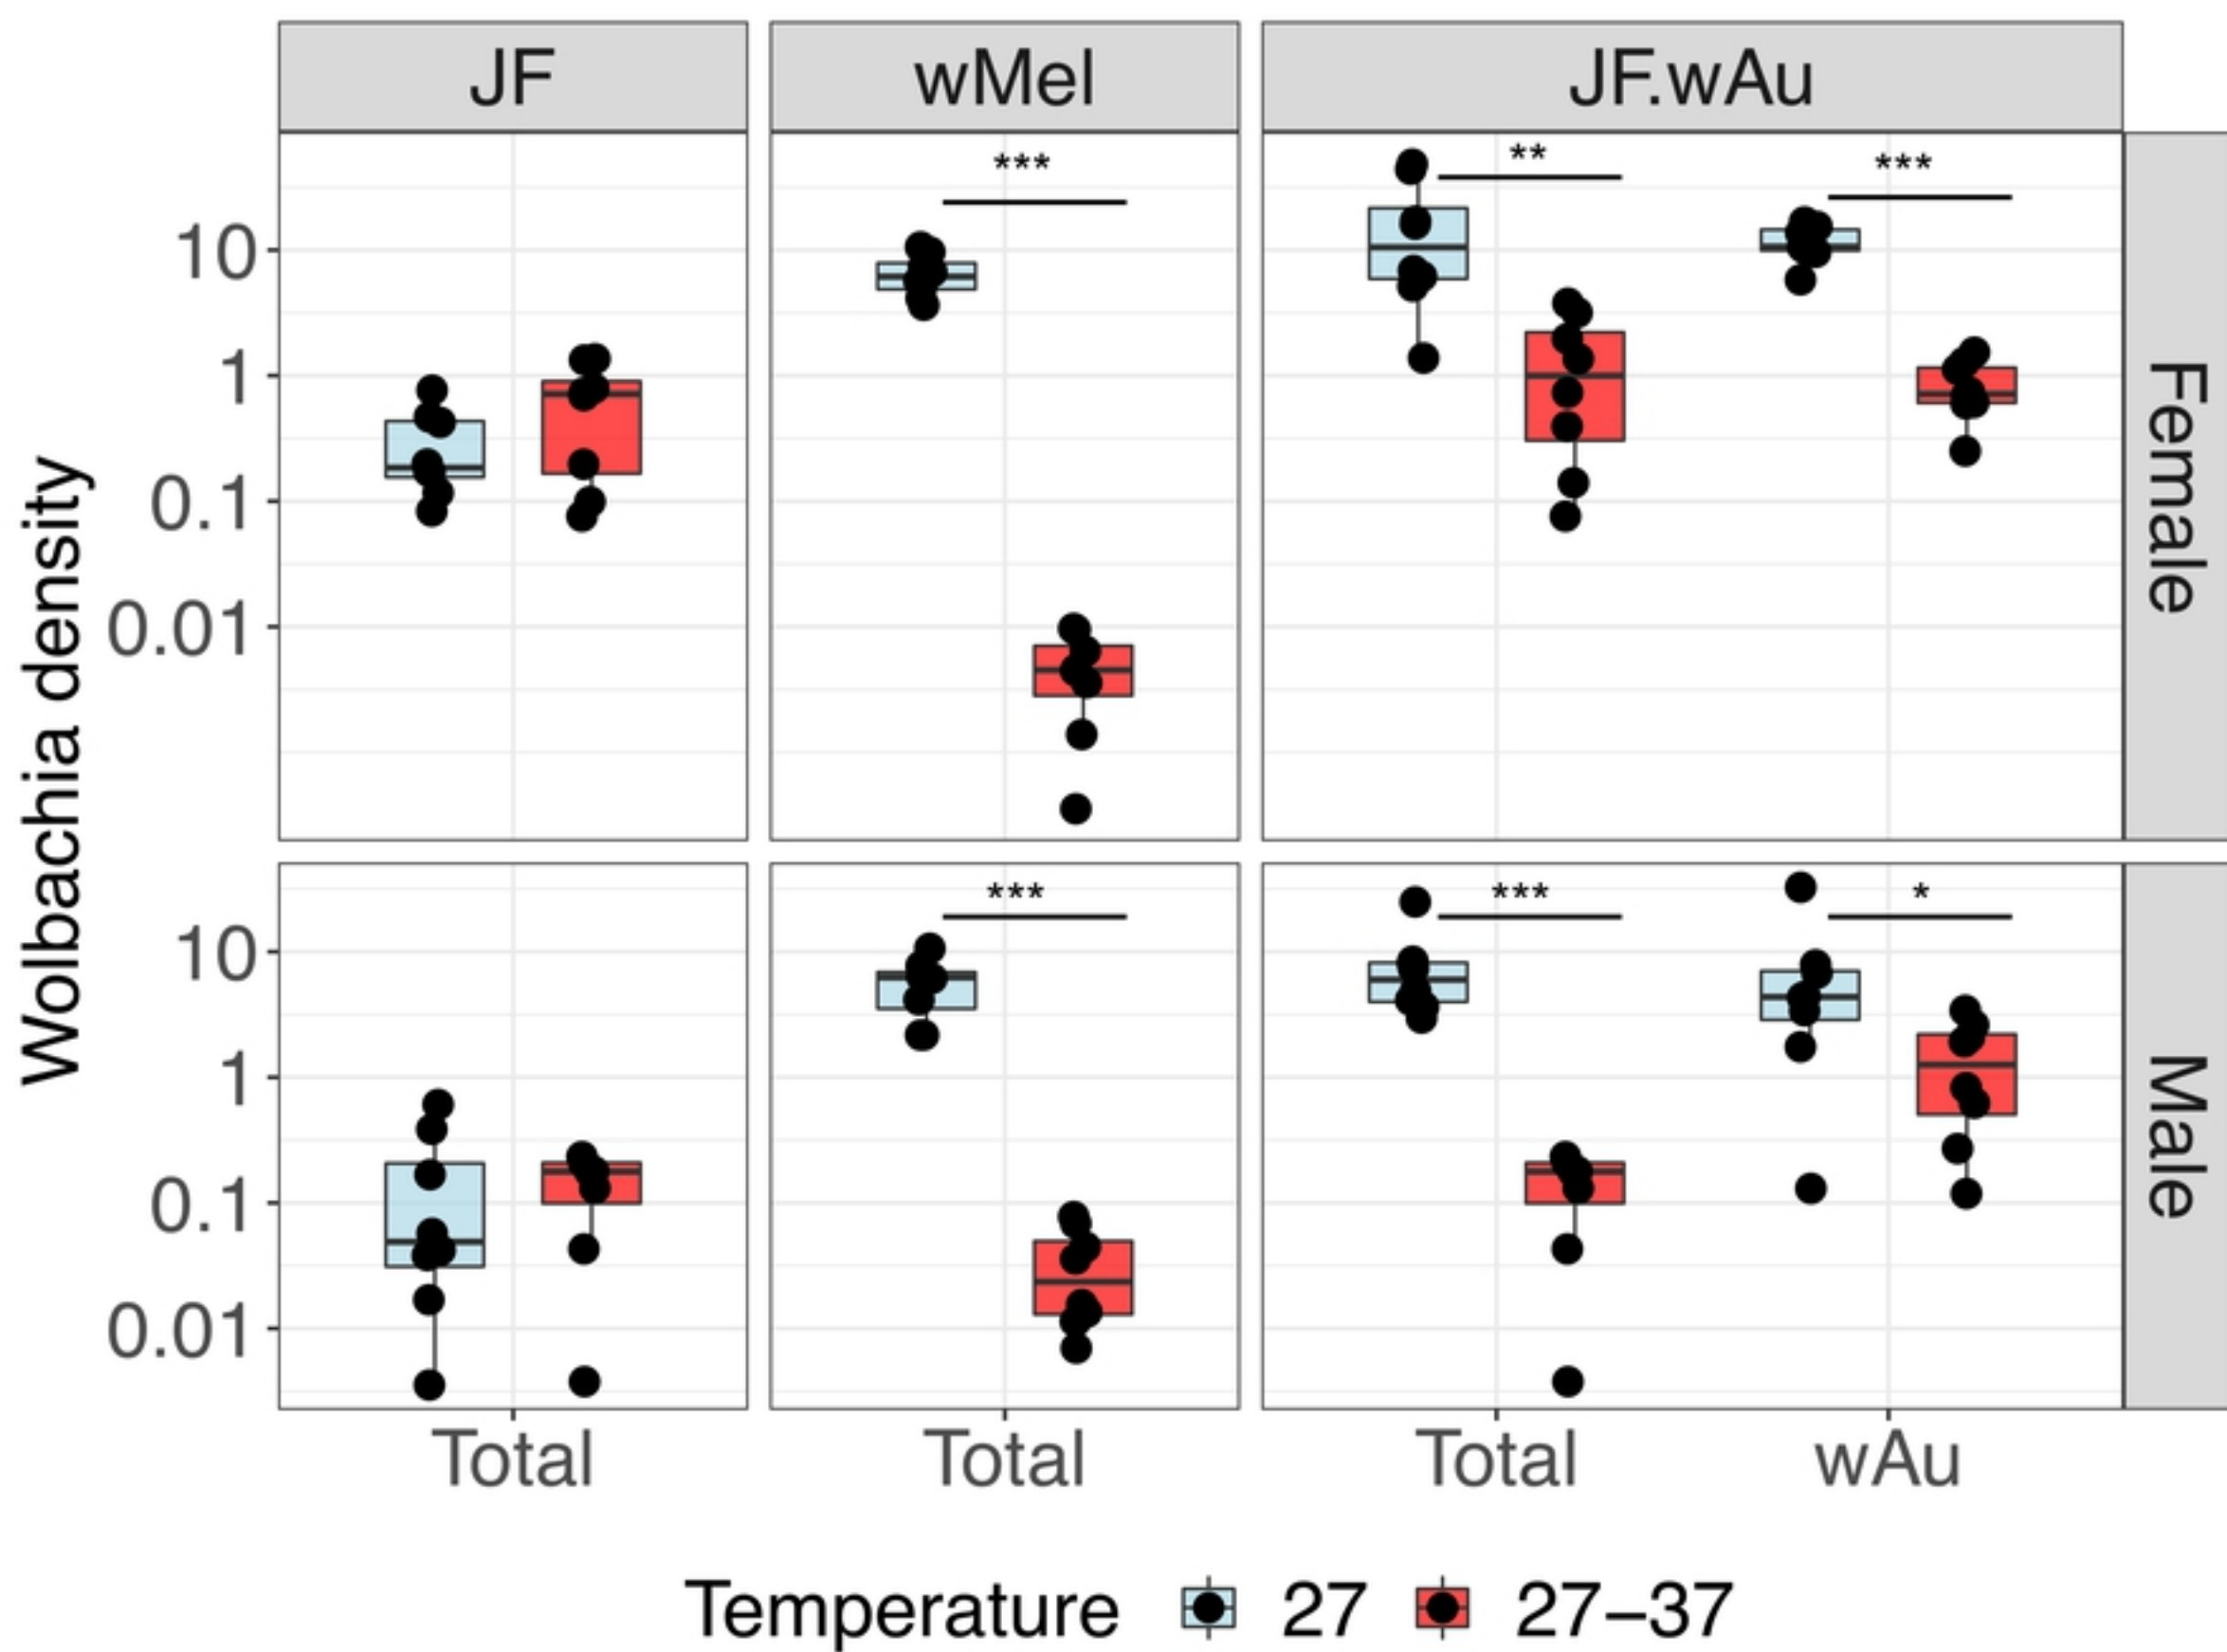 JF wMel JF.wAu
*** ** ***
10
1
0.1
0.01
Female
*** *** *
10
1
0.1
0.01
Male
Wolbachia density
Total Total Total wAu
Temperature 27 27–37